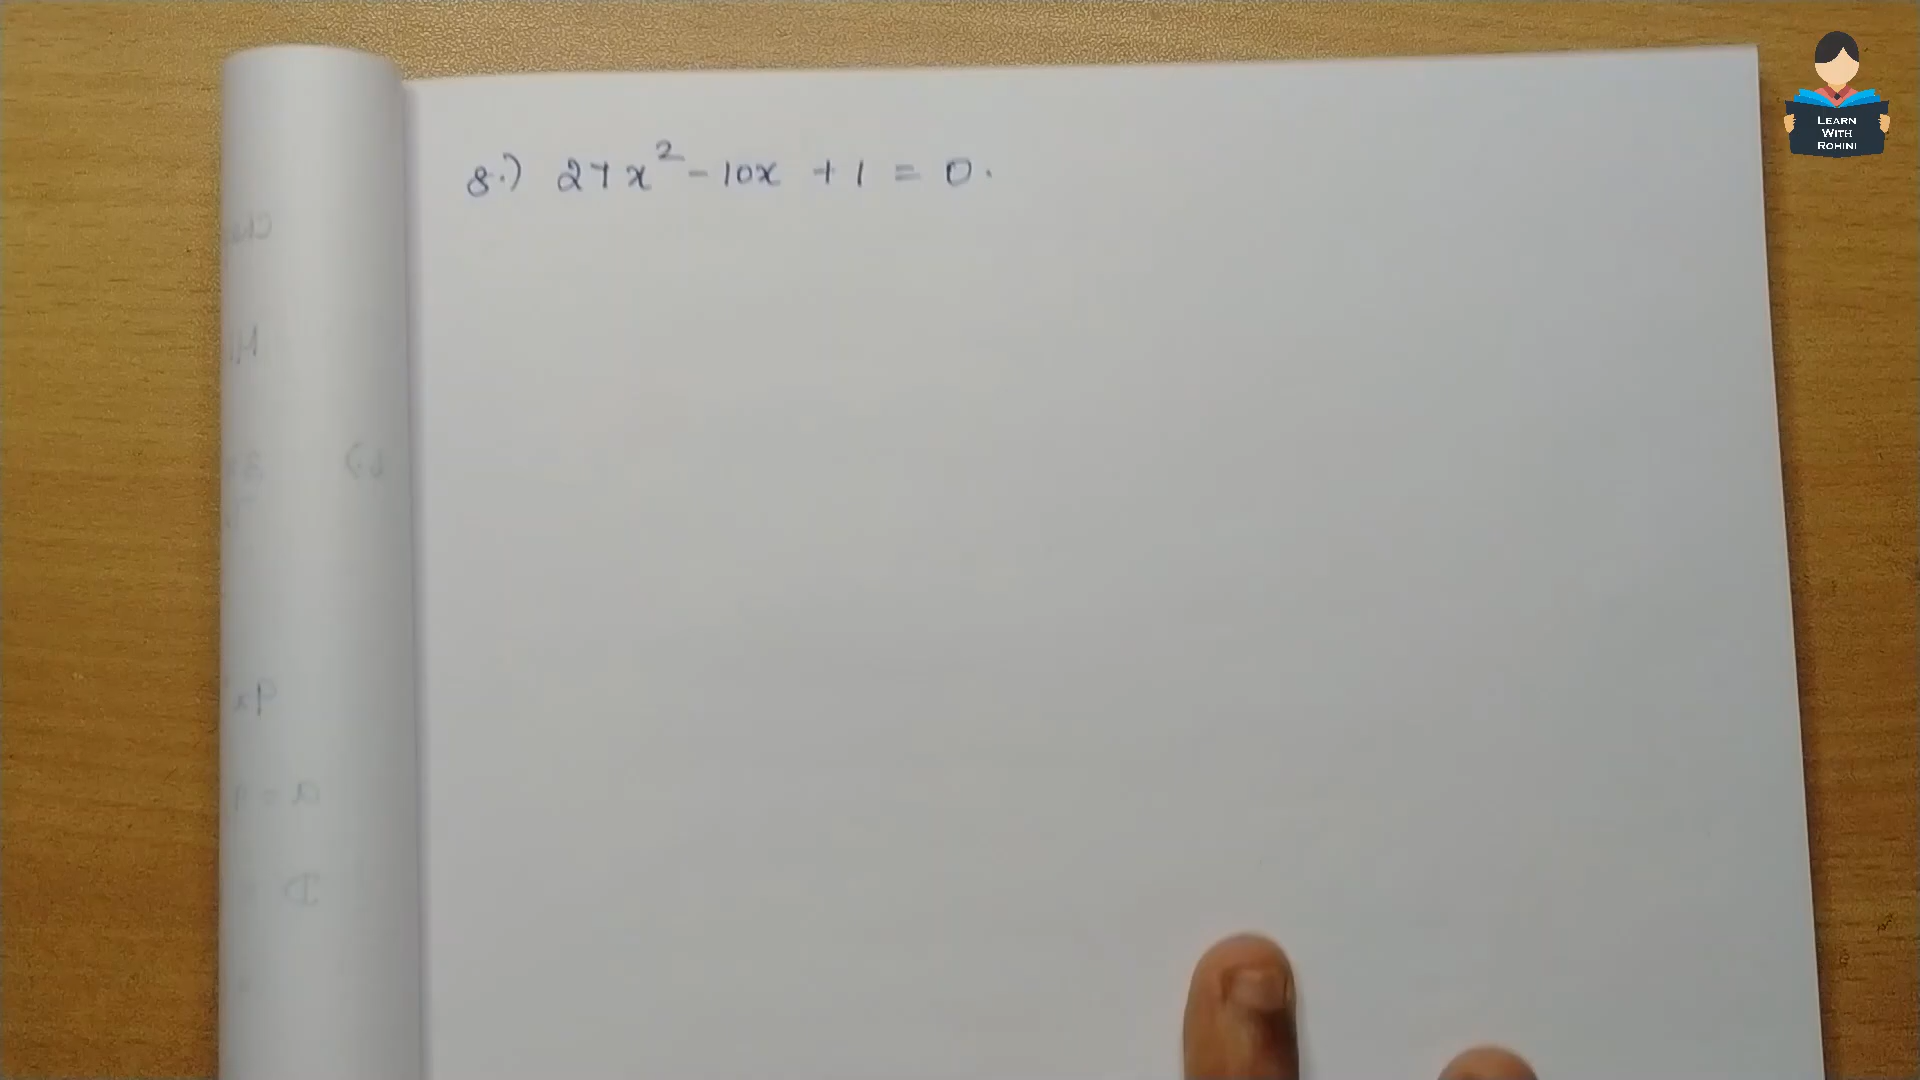 8.) 27x² - 10x + 1 = 0.
LEARN
WITH
ROHINI